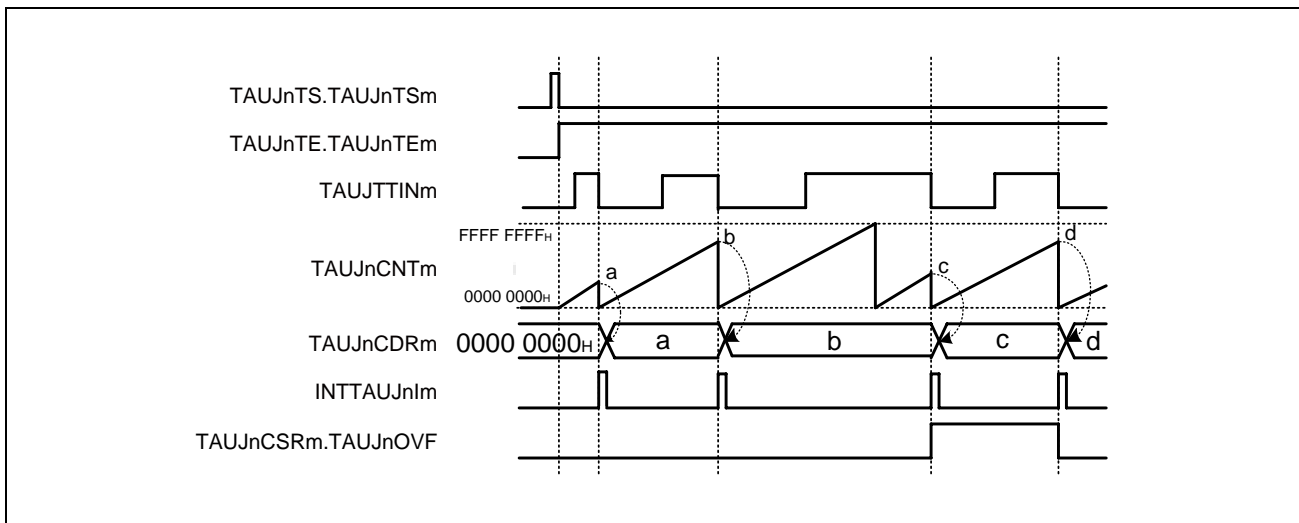 TAUJnTS.TAUJnTSm
TAUJnTE.TAUJnTEm
TAUJTTINm
FFFF FFFFH
TAUJnCNTm
0000 0000H
a
b
c
d
TAUJnCDRm
0000 0000H
a
b
c
d
INTTAUJnIm
TAUJnCSRm.TAUJnOVF